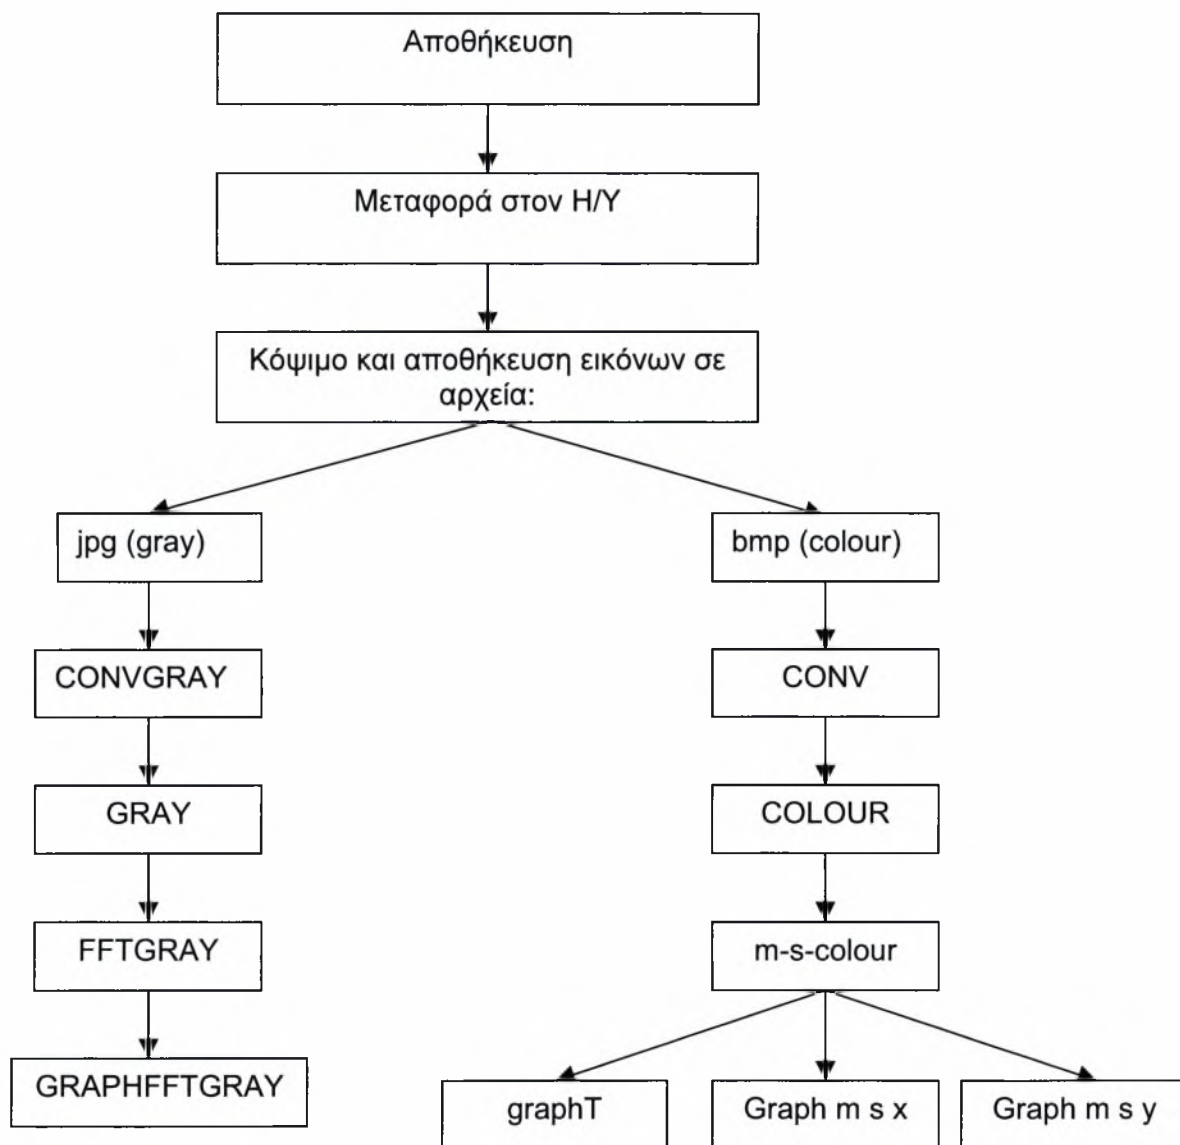 Αποθήκευση
Μεταφορά στον Η/Υ
Κόψιμο και αποθήκευση εικόνων σε
αρχεία:
jpg (gray)
bmp (colour)
CONVGRAY
CONV
GRAY
COLOUR
FFTGRAY
m-s-colour
GRAPHFFTGRAY
graphT
Graph m s x
Graph m s y